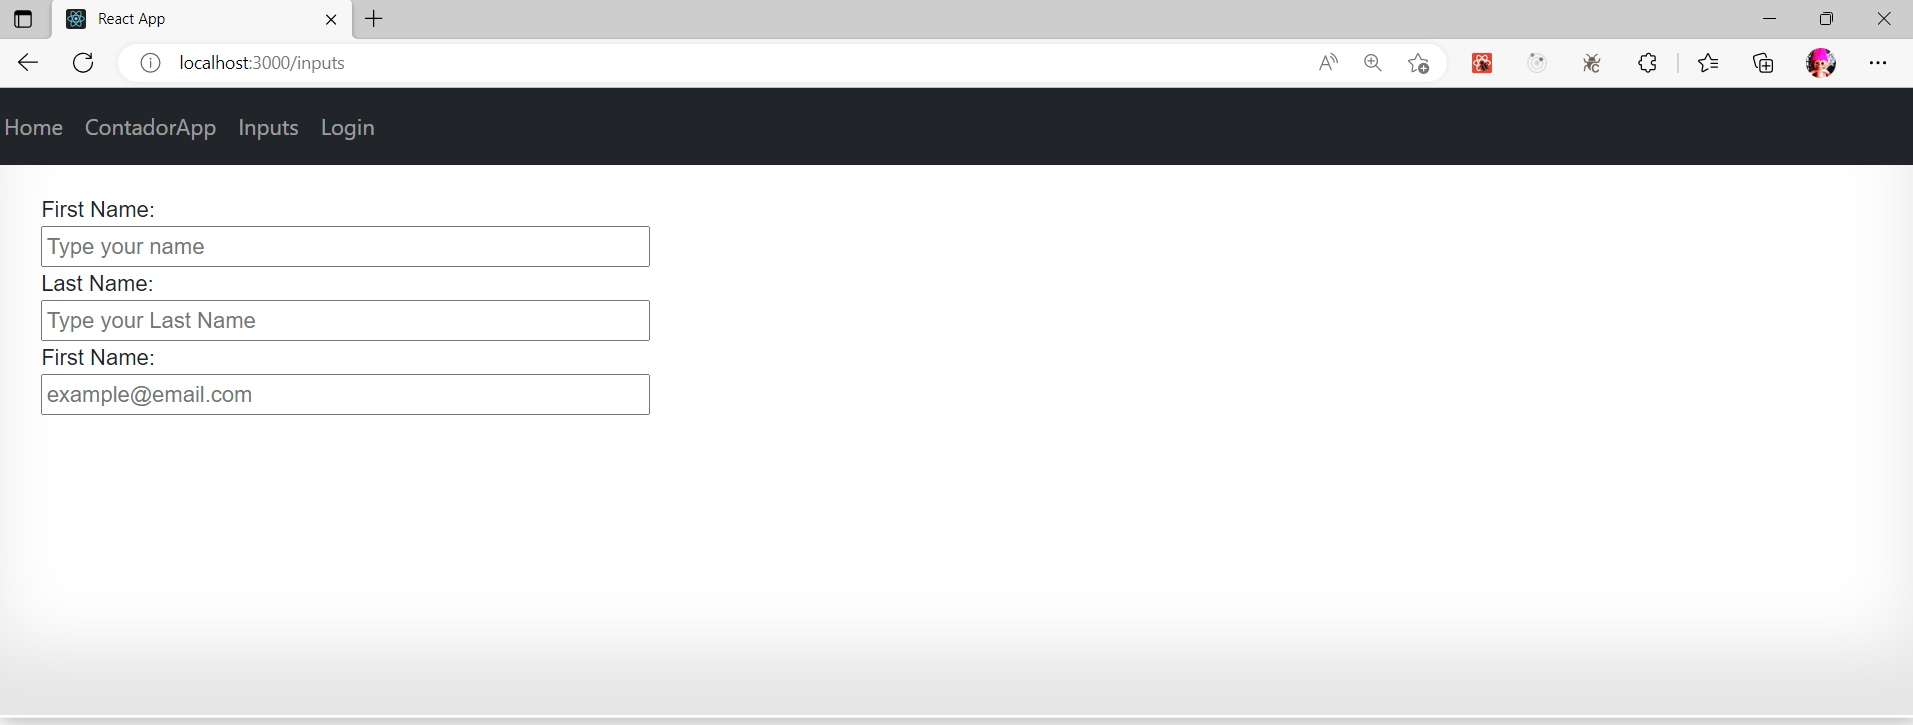 React App
localhost:3000/inputs
Home ContadorApp Inputs Login
First Name:
Type your name
Last Name:
Type your Last Name
First Name:
example@email.com